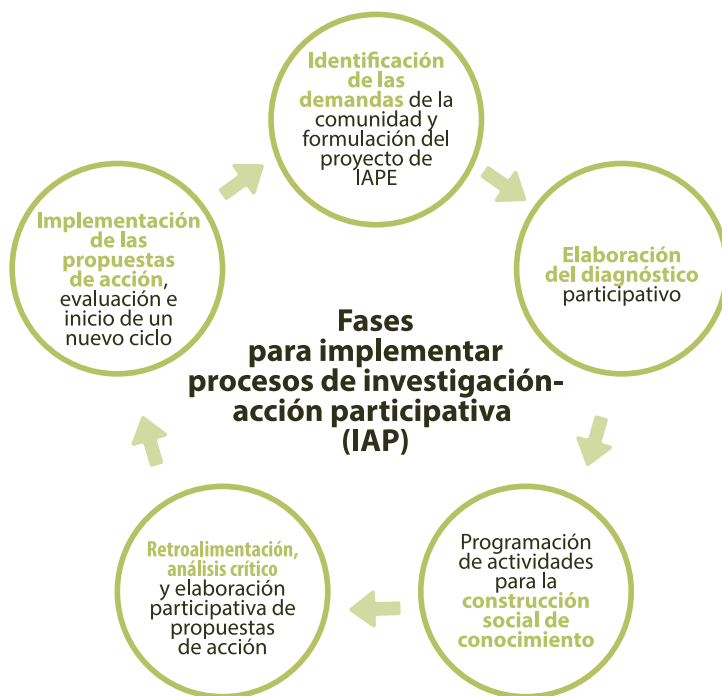 Identificación
de las
demandas de la
comunidad y
formulación del
proyecto de
IAPE
Elaboración
del diagnóstico
participativo
Programación
de actividades
para la
construcción
social de
conocimiento
Retroalimentación,
análisis crítico
y elaboración
participativa de
propuestas
de acción
Implementación
de las
propuestas
de acción,
evaluación e
inicio de un
nuevo ciclo
Fases
para implementar
procesos de investigación-
acción participativa
(IAP)